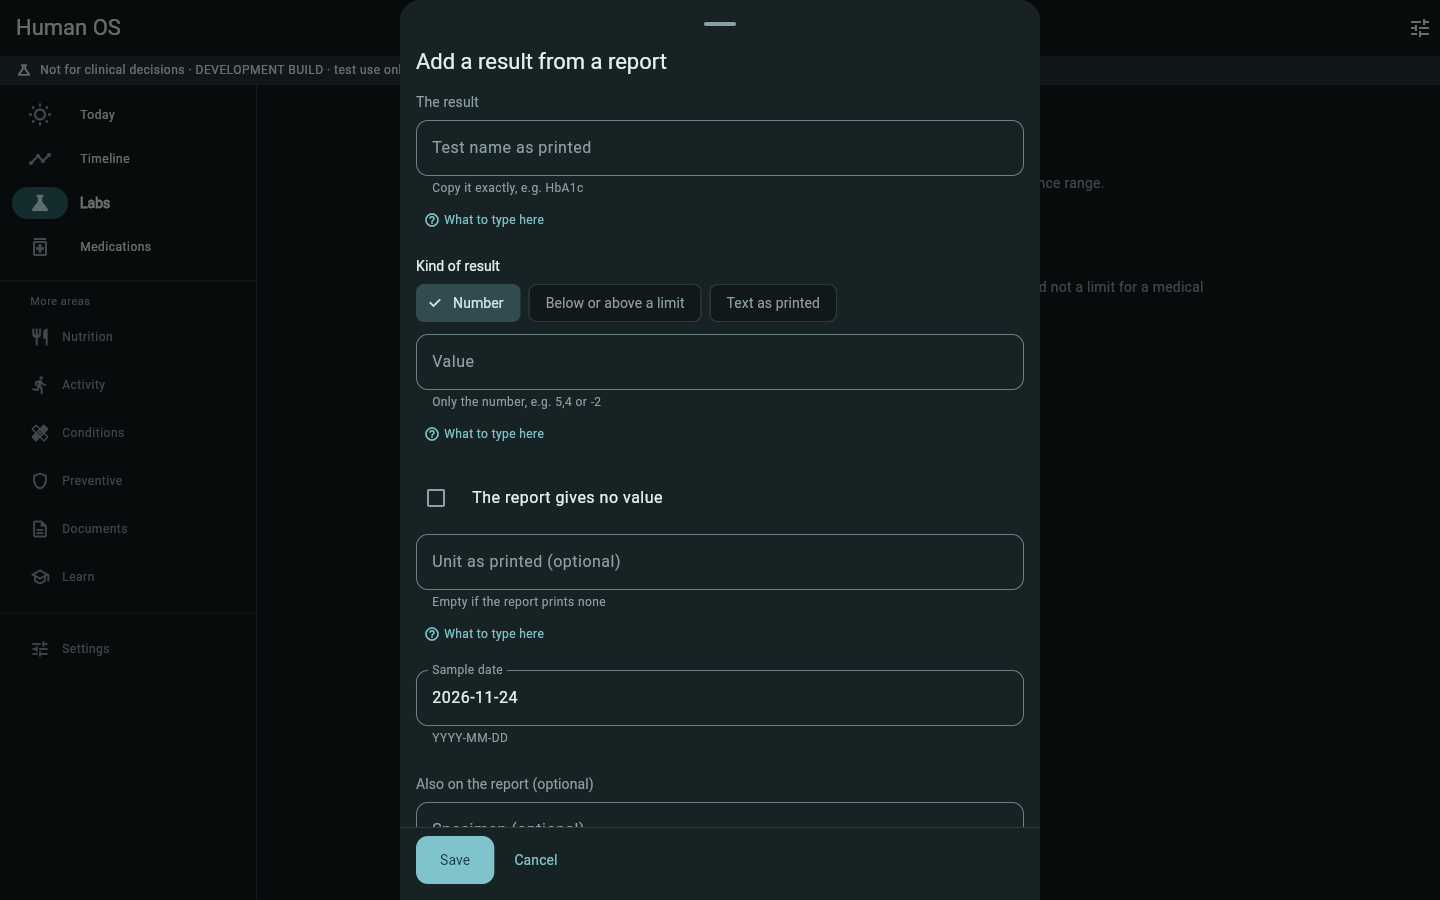 Human OS
Not for clinical decisions · DEVELOPMENT BUILD · test use
Today
Timeline
Labs
Medications
More areas
Nutrition
Activity
Conditions
Preventive
Documents
Learn
Settings
Add a result from a report
The result
Test name as printed
Copy it exactly, e.g. HbA1c
What to type here
Kind of result
Number
Below or above a limit
Text as printed
Value
Only the number, e.g. 5,4 or -2
What to type here
The report gives no value
Unit as printed (optional)
Empty if the report prints none
What to type here
Sample date
2026-11-24
YYYY-MM-DD
Also on the report (optional)
Specimen (optional)
Save
Cancel
range.
not a limit for a medical